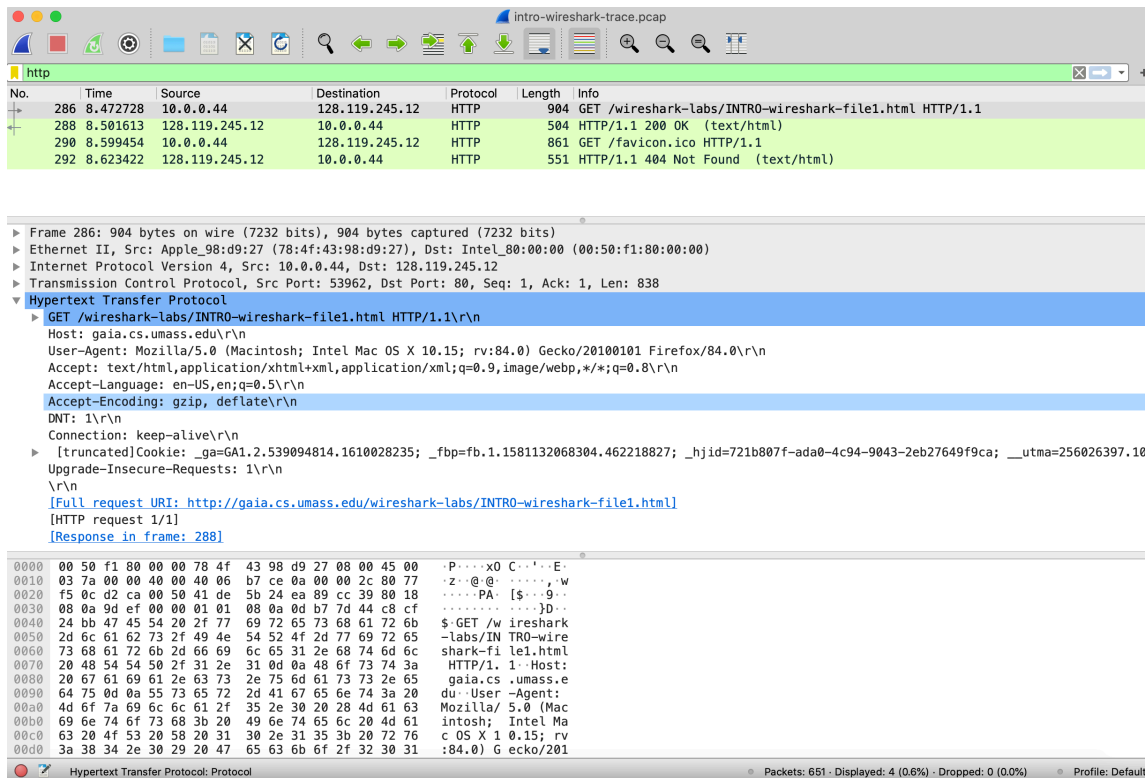 intro-wireshark-trace.pcap
http
No. Time Source Destination Protocol Length Info
286 8.472728 10.0.0.44 128.119.245.12 HTTP 904 GET /wireshark-labs/INTRO-wireshark-file1.html HTTP/1.1
288 8.501613 128.119.245.12 10.0.0.44 HTTP 504 HTTP/1.1 200 OK (text/html)
290 8.599454 10.0.0.44 128.119.245.12 HTTP 861 GET /favicon.ico HTTP/1.1
292 8.623422 128.119.245.12 10.0.0.44 HTTP 551 HTTP/1.1 404 Not Found (text/html)
Frame 286: 904 bytes on wire (7232 bits), 904 bytes captured (7232 bits)
Ethernet II, Src: Apple_98:d9:27 (78:4f:43:98:d9:27), Dst: Intel_80:00:00 (00:50:f1:80:00:00)
Internet Protocol Version 4, Src: 10.0.0.44, Dst: 128.119.245.12
Transmission Control Protocol, Src Port: 53962, Dst Port: 80, Seq: 1, Ack: 1, Len: 838
Hypertext Transfer Protocol
GET /wireshark-labs/INTRO-wireshark-file1.html HTTP/1.1\r\n
Host: gaia.cs.umass.edu\r\n
User-Agent: Mozilla/5.0 (Macintosh; Intel Mac OS X 10.15; rv:84.0) Gecko/20100101 Firefox/84.0\r\n
Accept: text/html,application/xhtml+xml,application/xml;q=0.9,image/webp,*/*;q=0.8\r\n
Accept-Language: en-US,en;q=0.5\r\n
Accept-Encoding: gzip, deflate\r\n
DNT: 1\r\n
Connection: keep-alive\r\n
[truncated]Cookie: _ga=GA1.2.539094814.1610028235; _fbp=fb.1.1581132068304.462218827; _hjid=721b807f-ada0-4c94-9043-2eb27649f9ca; __utma=256026397.10
Upgrade-Insecure-Requests: 1\r\n
\r\n
[Full request URI: http://gaia.cs.umass.edu/wireshark-labs/INTRO-wireshark-file1.html]
[HTTP request 1/1]
[Response in frame: 288]
0000 00 50 f1 80 00 00 78 4f 43 98 d9 27 08 00 45 00 ·P····xO C··'··E·
0010 03 7a 00 00 40 00 40 06 b7 ce 0a 00 00 2c 80 77 ·z··@·@· ·····,·w
0020 f5 0c d2 ca 00 50 41 de 5b 24 ea 89 cc 39 80 18 ·····PA· [$···9··
0030 08 0a 9d ef 00 00 01 01 08 0a 0d b7 7d 44 c8 cf ········ ····}D··
0040 24 bb 47 45 54 20 2f 77 69 72 65 73 68 61 72 6b $·GET /w ireshark
0050 2d 6c 61 62 73 2f 49 4e 54 52 4f 2d 77 69 72 65 -labs/IN TRO-wire
0060 73 68 61 72 6b 2d 66 69 6c 65 31 2e 68 74 6d 6c shark-fi le1.html
0070 20 48 54 54 50 2f 31 2e 31 0d 0a 48 6f 73 74 3a HTTP/1. 1··Host:
0080 20 67 61 69 61 2e 63 73 2e 75 6d 61 73 73 2e 65 gaia.cs .umass.e
0090 64 75 0d 0a 55 73 65 72 2d 41 67 65 6e 74 3a 20 du··User -Agent:
00a0 4d 6f 7a 69 6c 6c 61 2f 35 2e 30 20 28 4d 61 63 Mozilla/ 5.0 (Mac
00b0 69 6e 74 6f 73 68 3b 20 49 6e 74 65 6c 20 4d 61 intosh; Intel Ma
00c0 63 20 4f 53 20 58 20 31 30 2e 31 35 3b 20 72 76 c OS X 1 0.15; rv
00d0 3a 38 34 2e 30 29 20 47 65 63 6b 6f 2f 32 30 31 :84.0) G ecko/201
Hypertext Transfer Protocol: Protocol
Packets: 651 · Displayed: 4 (0.6%) · Dropped: 0 (0.0%)
Profile: Default